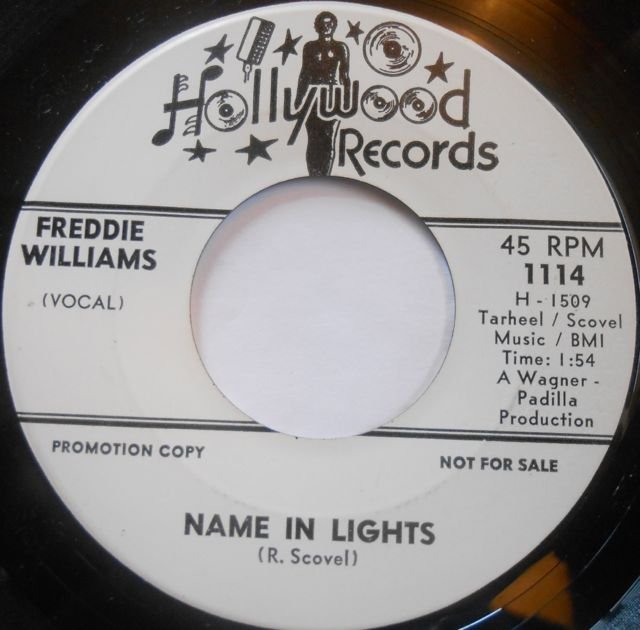 Hollywood
Records
FREDDIE
WILLIAMS
(VOCAL)
45 RPM
1114
H - 1509
Tarheel / Scovel
Music / BMI
Time: 1:54
A Wagner -
Padilla
Production
PROMOTION COPY
NOT FOR SALE
NAME IN LIGHTS
(R. Scovel)